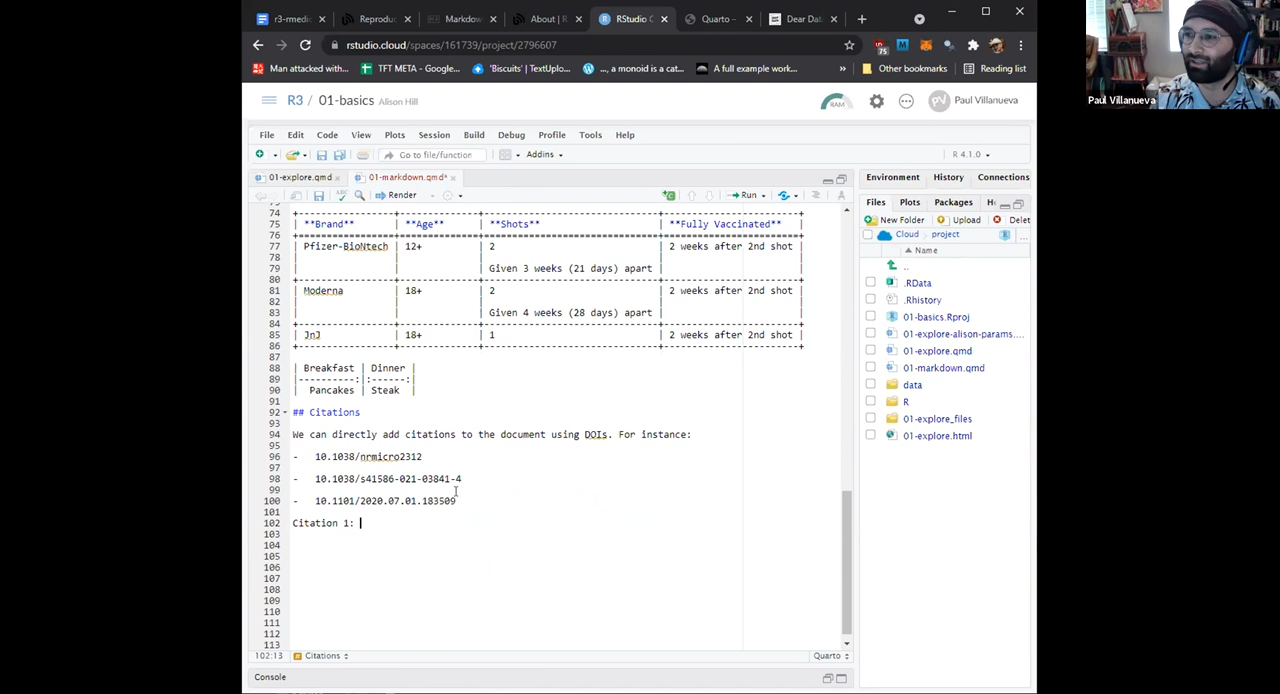 r3-rmedic
Reproduc
Markdow
About | R
RStudio C
Quarto –
Dear Dat
rstudio.cloud/spaces/161739/project/2796607
75
Man attacked with...
TFT META - Google...
'Biscuits' | TextUplo...
..., a monoid is a cat...
A full example work...
Other bookmarks
Reading list
Paul Villanueva
R3 / 01-basics Alison Hill
RAM
PV Paul Villanueva
File Edit Code View Plots Session Build Debug Profile Tools Help
Go to file/function
Addins
R 4.1.0
01-explore.qmd
01-markdown.qmd*
Render
Run
74
75 | **Brand** | **Age** | **Shots** | **Fully Vaccinated** |
76
77 | Pfizer-BioNtech | 12+ | 2 | 2 weeks after 2nd shot |
78
79 | | | Given 3 weeks (21 days) apart | |
80
81 | Moderna | 18+ | 2 | 2 weeks after 2nd shot |
82
83 | | | Given 4 weeks (28 days) apart | |
84
85 | JnJ | 18+ | 1 | 2 weeks after 2nd shot |
86
87
88 | Breakfast | Dinner |
89 |----------:|:------:|
90 | Pancakes | Steak |
91
92 ## Citations
93
94 We can directly add citations to the document using DOIs. For instance:
95
96 - 10.1038/nrmicro2312
97
98 - 10.1038/s41586-021-03841-4
99
100 - 10.1101/2020.07.01.183509
101
102 Citation 1:
103
104
105
106
107
108
109
110
111
112
113
102:13 Citations
Quarto
Console
Environment History Connections
Files Plots Packages H
New Folder Upload Delet
Cloud project
Name
..
.RData
.Rhistory
01-basics.Rproj
01-explore-alison-params....
01-explore.qmd
01-markdown.qmd
data
R
01-explore_files
01-explore.html